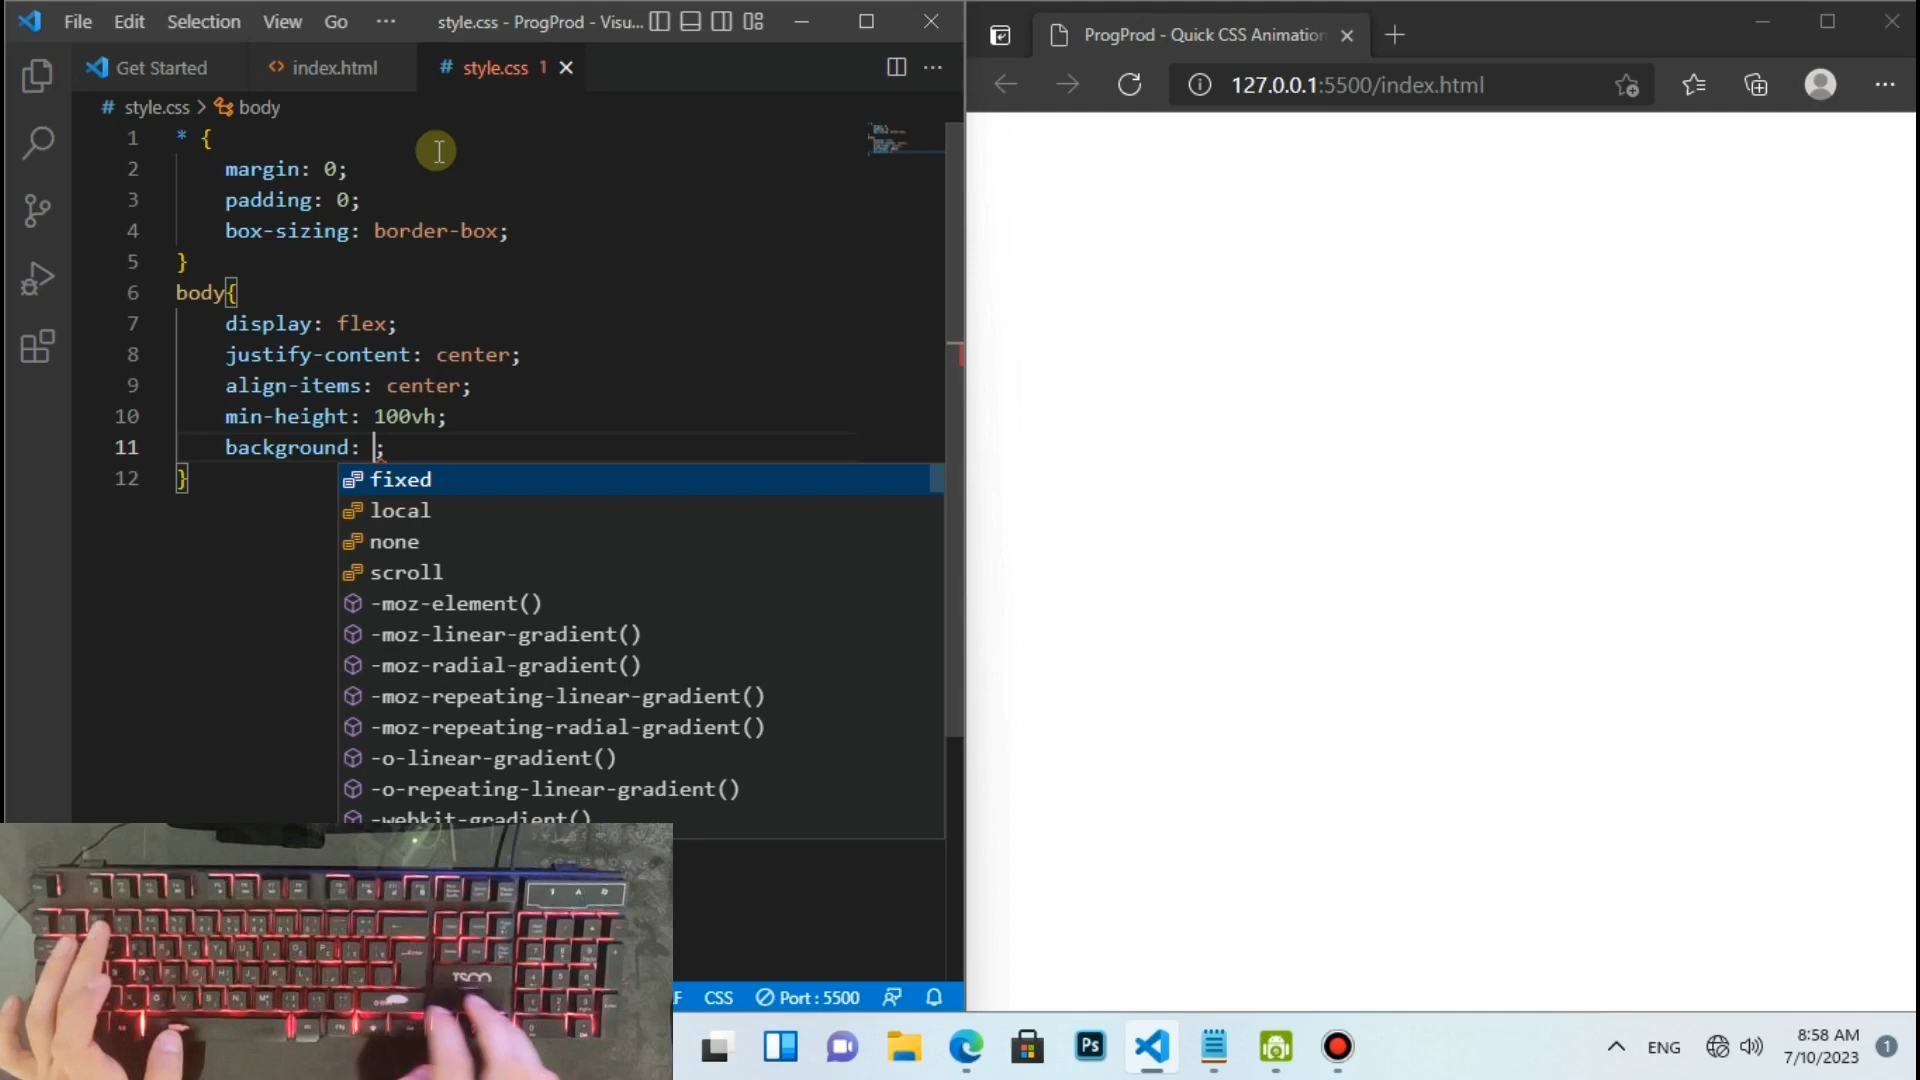 File Edit Selection View Go ··· style.css - ProgProd - Visu...
Get Started index.html # style.css 1
# style.css > body
1 * {
2 margin: 0;
3 padding: 0;
4 box-sizing: border-box;
5 }
6 body{
7 display: flex;
8 justify-content: center;
9 align-items: center;
10 min-height: 100vh;
11 background: ;
12 }
fixed
local
none
scroll
-moz-element()
-moz-linear-gradient()
-moz-radial-gradient()
-moz-repeating-linear-gradient()
-moz-repeating-radial-gradient()
-o-linear-gradient()
-o-repeating-linear-gradient()
-webkit-gradient()
CSS Port : 5500
ProgProd - Quick CSS Animation
127.0.0.1:5500/index.html
TSCO
Ps
ENG
8:58 AM
7/10/2023
1